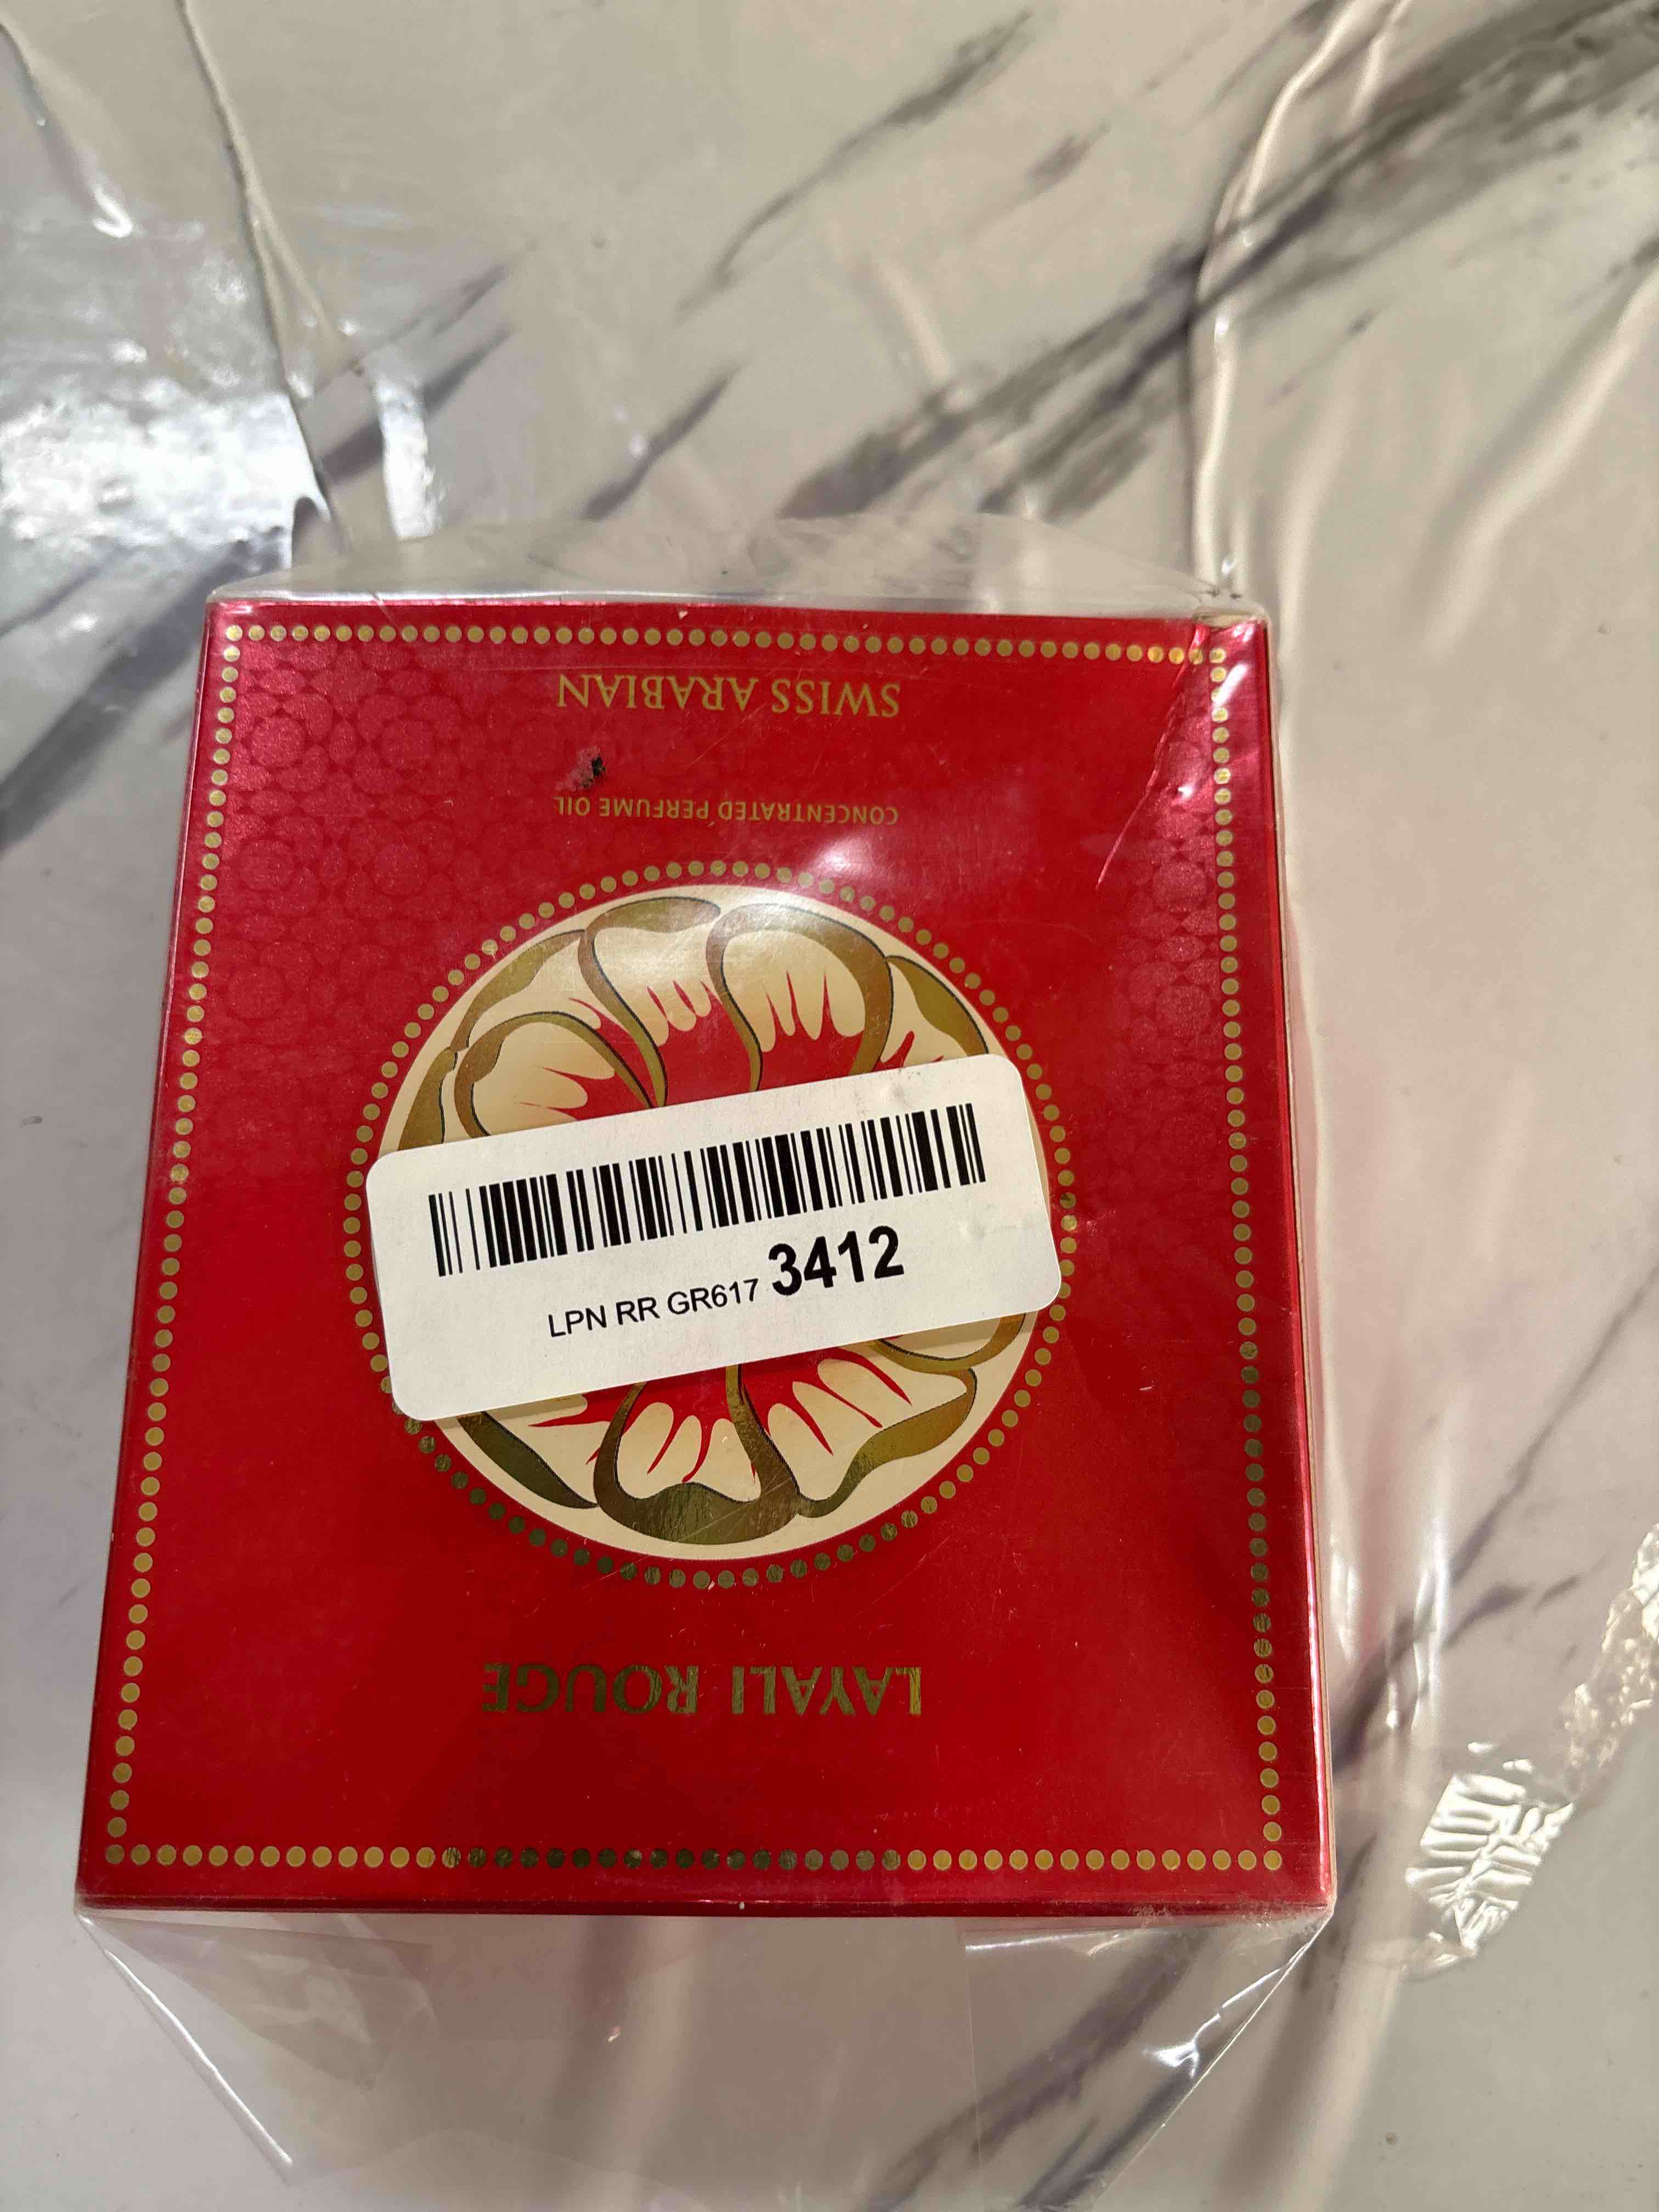 SWISS ARABIAN
CONCENTRATED PERFUME OIL
LPN RR GR617 3412
LAYALI ROUGE